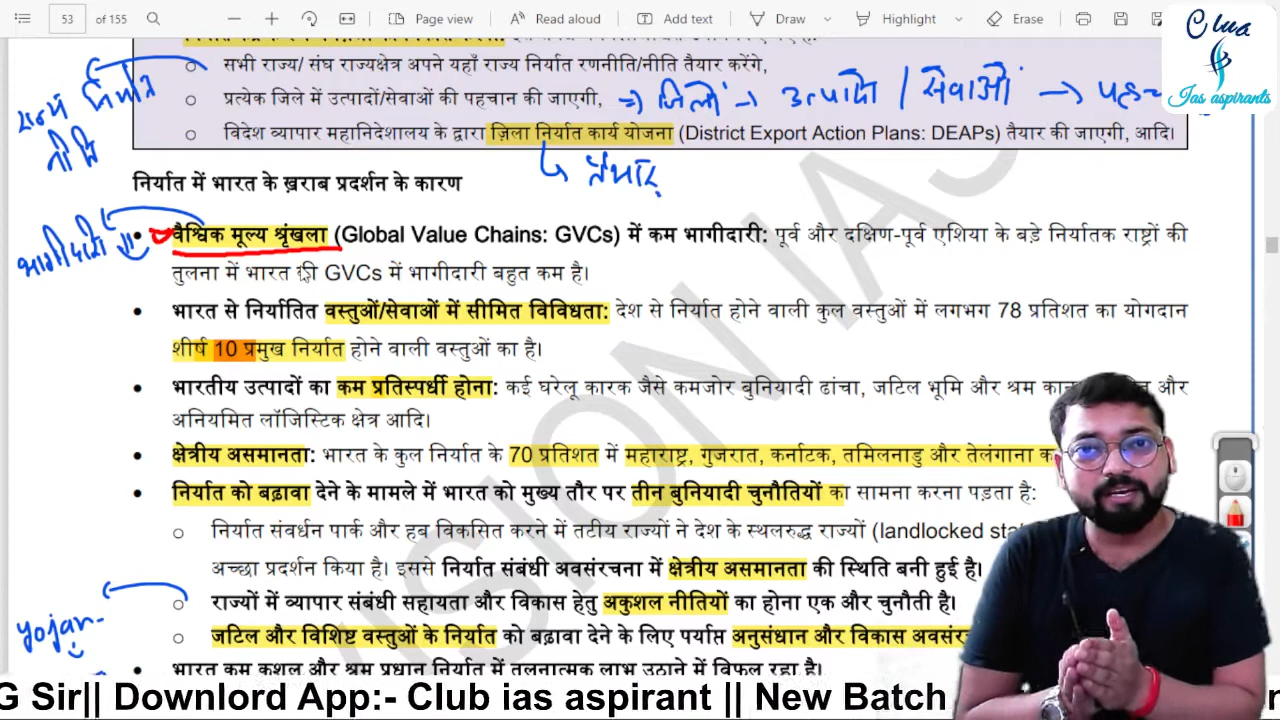 53 of 155
Page view
Read aloud
Add text
Draw
Highlight
Erase
Clua
Ias aspirants
सभी राज्य/ संघ राज्यक्षेत्र अपने यहाँ राज्य निर्यात रणनीति/नीति तैयार करेंगे,
प्रत्येक जिले में उत्पादों/सेवाओं की पहचान की जाएगी,
विदेश व्यापार महानिदेशालय के द्वारा ज़िला निर्यात कार्य योजना (District Export Action Plans: DEAPs) तैयार की जाएगी, आदि।
निर्यात
नीति
तैयार
निर्यात में भारत के ख़राब प्रदर्शन के कारण
भागीदारी
• वैश्विक मूल्य श्रृंखला (Global Value Chains: GVCs) में कम भागीदारी: पूर्व और दक्षिण-पूर्व एशिया के बड़े निर्यातक राष्ट्रों की
तुलना में भारत की GVCs में भागीदारी बहुत कम है।
• भारत से निर्यातित वस्तुओं/सेवाओं में सीमित विविधता: देश से निर्यात होने वाली कुल वस्तुओं में लगभग 78 प्रतिशत का योगदान
शीर्ष 10 प्रमुख निर्यात होने वाली वस्तुओं का है।
• भारतीय उत्पादों का कम प्रतिस्पर्धी होना: कई घरेलू कारक जैसे कमजोर बुनियादी ढांचा, जटिल भूमि और श्रम और
अनियमित लॉजिस्टिक क्षेत्र आदि।
• क्षेत्रीय असमानता: भारत के कुल निर्यात के 70 प्रतिशत में महाराष्ट्र, गुजरात, कर्नाटक, तमिलनाडु और तेलंगाना
• निर्यात को बढ़ावा देने के मामले में भारत को मुख्य तौर पर तीन बुनियादी चुनौतियों का सामना करना पड़ता है:
निर्यात संवर्धन पार्क और हब विकसित करने में तटीय राज्यों ने देश के स्थलरुद्ध राज्यों (landlocked
अच्छा प्रदर्शन किया है। इससे निर्यात संबंधी अवसंरचना में क्षेत्रीय असमानता की स्थिति बनी हुई है।
राज्यों में व्यापार संबंधी सहायता और विकास हेतु अकुशल नीतियों का होना एक और चुनौती है।
yojan-
जटिल और विशिष्ट वस्तुओं के निर्यात को बढ़ावा देने के लिए पर्याप्त अनुसंधान और विकास
• भारत कम कुशल और श्रम प्रधान निर्यात में तुलनात्मक लाभ उठाने में विफल रहा है।
VISION IAS
G Sir|| Downlord App:- Club ias aspirant || New Batch